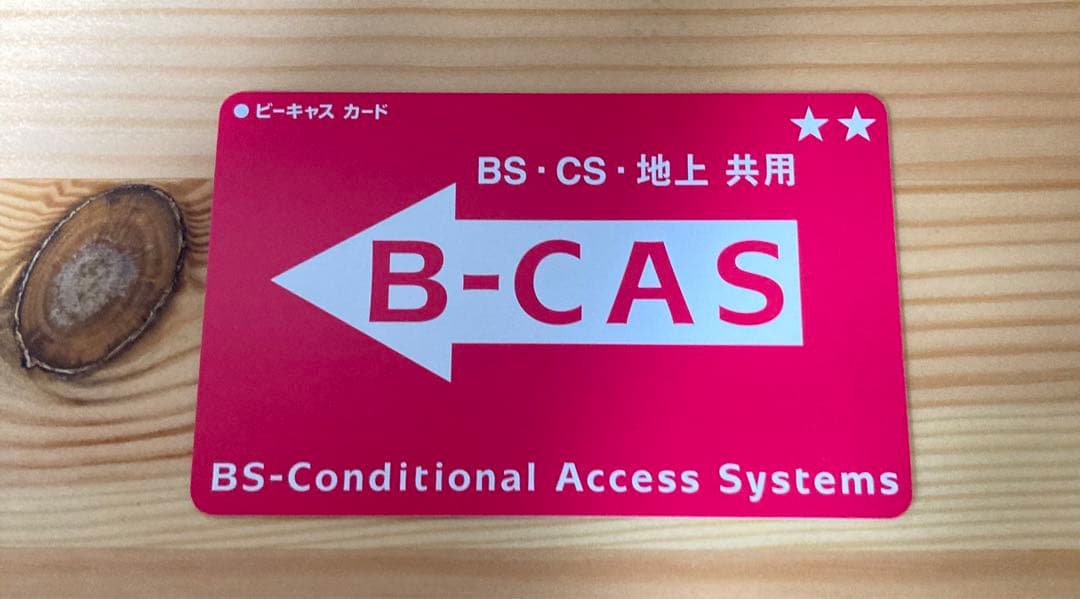 ●ビーキャス カード
★★
BS・CS・地上 共用
B-CAS
BS-Conditional Access Systems